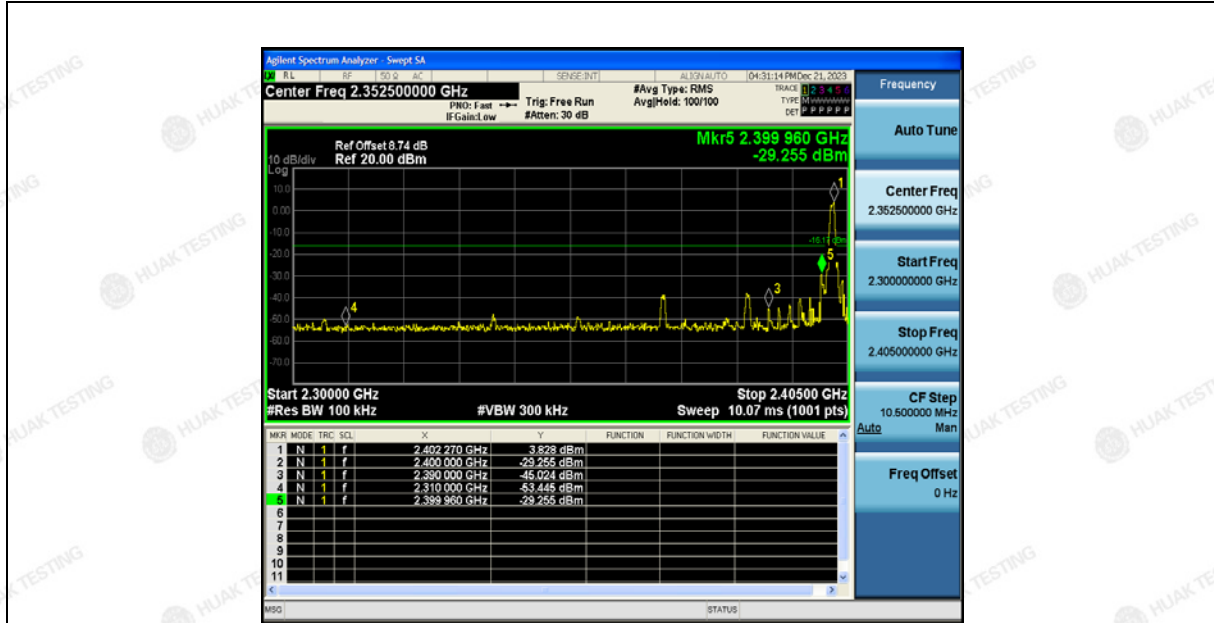 Agilent Spectrum Analyzer - Swept SA
RL RF 50 Ω AC SENSE:INT ALIGN AUTO 04:31:14 PM Dec 21, 2023
Center Freq 2.352500000 GHz
PNO: Fast
IFGain:Low
Trig: Free Run
#Atten: 30 dB
#Avg Type: RMS
Avg|Hold: 100/100
TRACE 1 2 3 4 5 6
TYPE M
DET P P P P P P
Mkr5 2.399 960 GHz
-29.255 dBm
Ref Offset 8.74 dB
10 dB/div Ref 20.00 dBm
Log
10.0
0.00
-10.0
-20.0
-30.0
-40.0
-50.0
-60.0
-70.0
1
5
3
4
Start 2.30000 GHz Stop 2.40500 GHz
#Res BW 100 kHz #VBW 300 kHz Sweep 10.07 ms (1001 pts)
MKR MODE TRC SCL X Y FUNCTION FUNCTION WIDTH FUNCTION VALUE
1 N 1 f 2.402 270 GHz 3.828 dBm
2 N 1 f 2.400 000 GHz -29.255 dBm
3 N 1 f 2.390 000 GHz -45.024 dBm
4 N 1 f 2.310 000 GHz -53.445 dBm
5 N 1 f 2.399 960 GHz -29.255 dBm
6
7
8
9
10
11
MSG STATUS
Frequency
Auto Tune
Center Freq
2.352500000 GHz
Start Freq
2.300000000 GHz
Stop Freq
2.405000000 GHz
CF Step
10.500000 MHz
Auto Man
Freq Offset
0 Hz
HUAK TESTING
HUAK TESTING
HUAK TESTING
HUAK TESTING
HUAK TESTING
HUAK TESTING